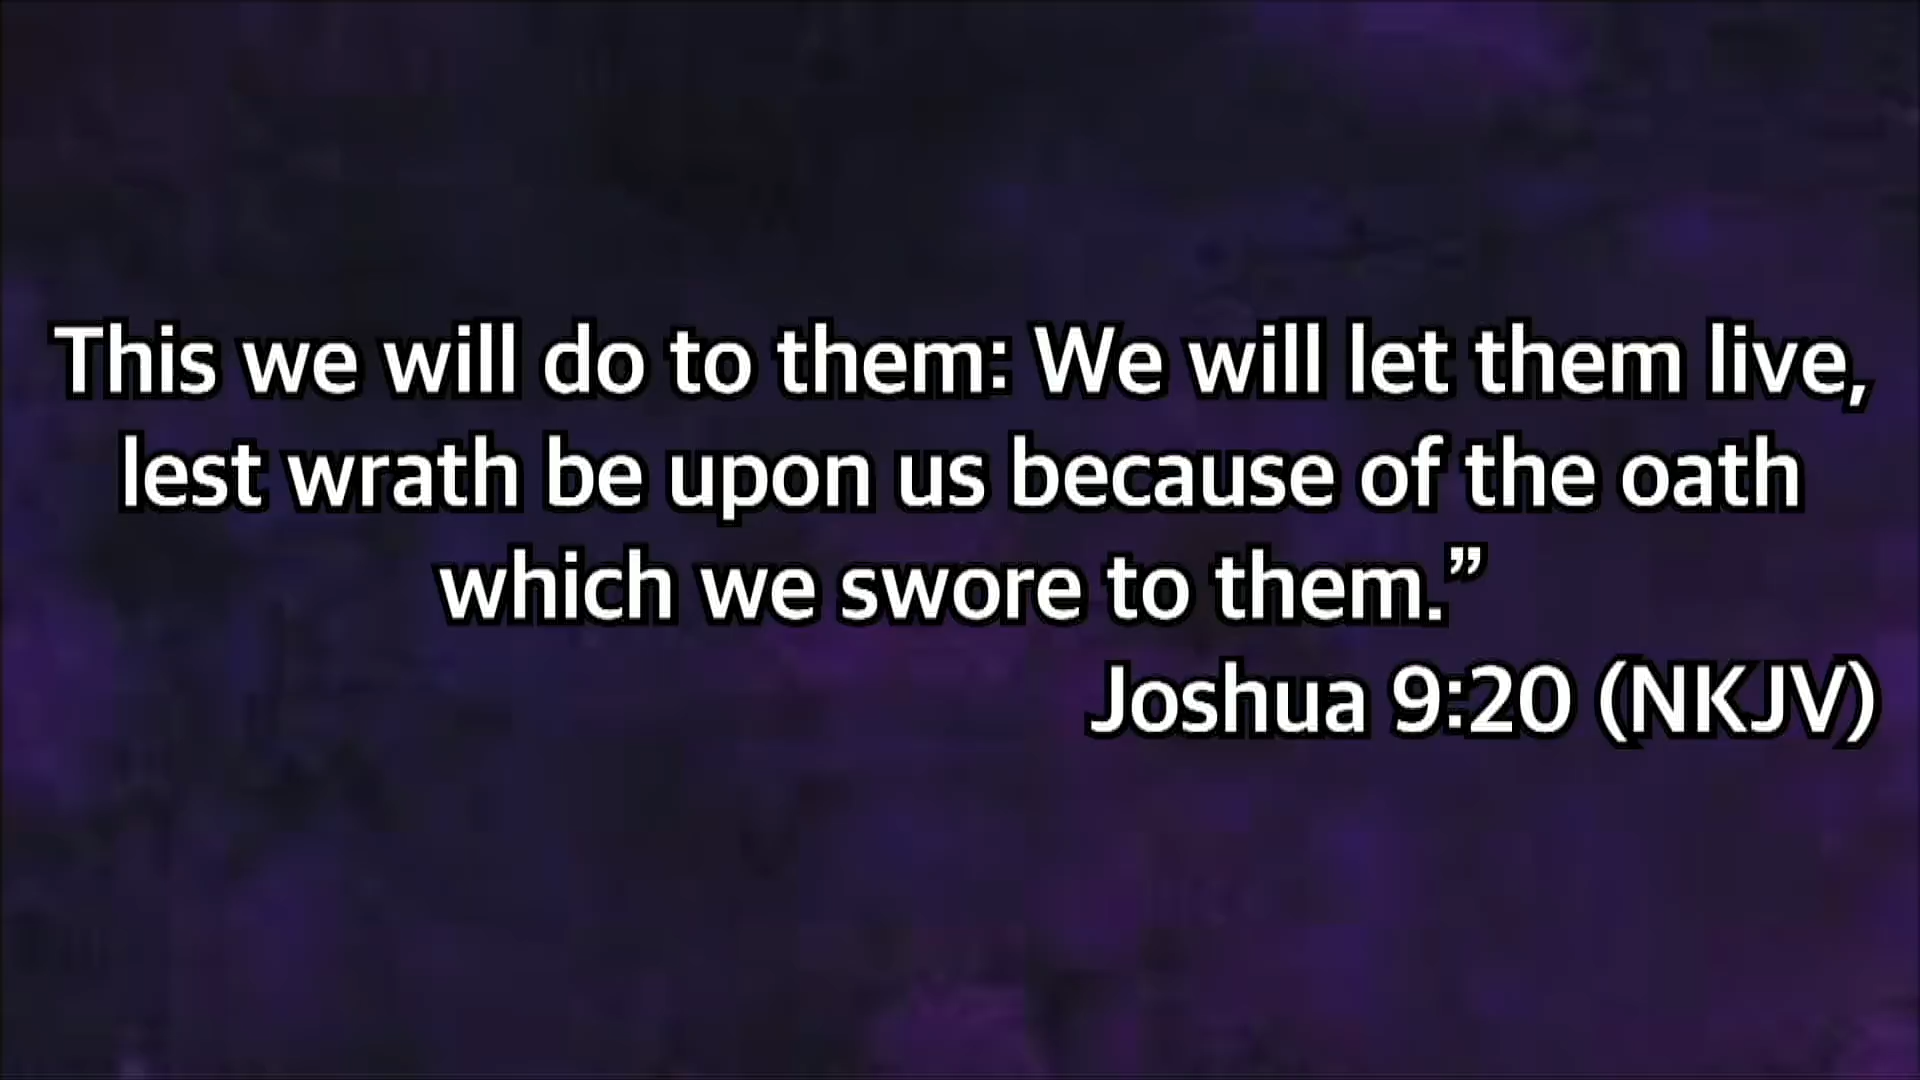 This we will do to them: We will let them live,
lest wrath be upon us because of the oath
which we swore to them.”
Joshua 9:20 (NKJV)